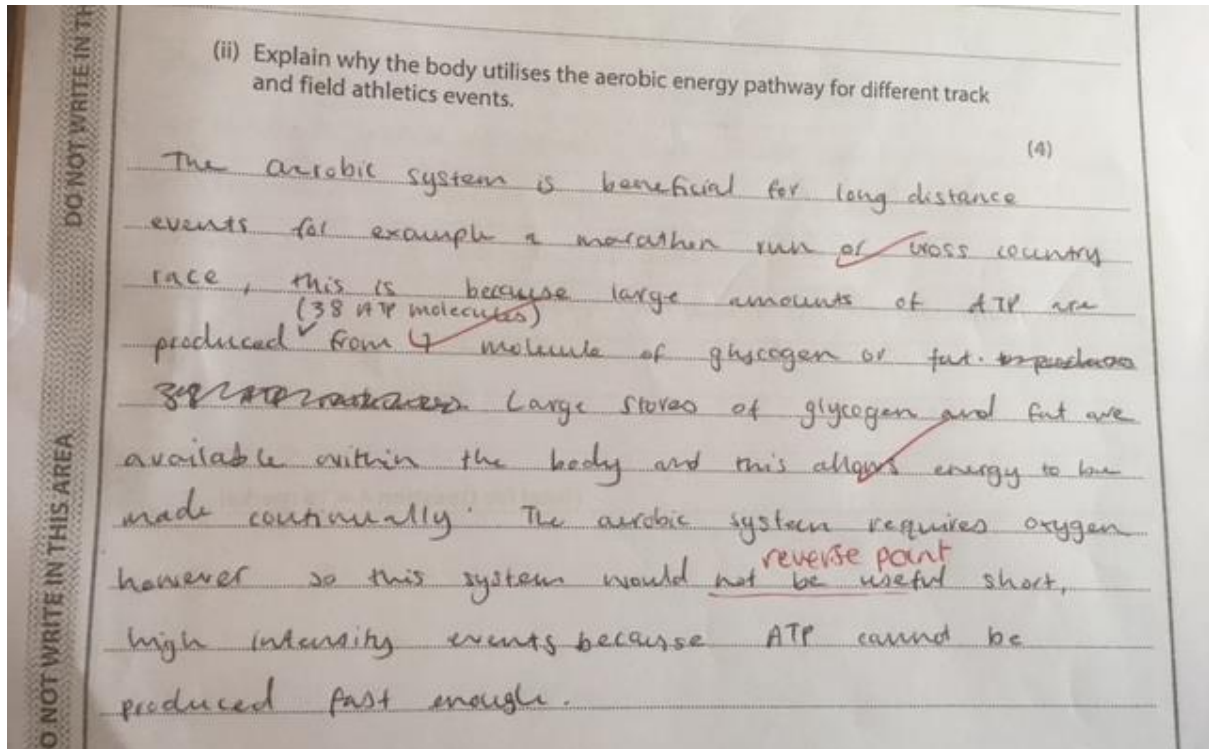 DO NOT WRITE IN TH
DO NOT WRITE IN THIS AREA
(ii) Explain why the body utilises the aerobic energy pathway for different track
and field athletics events.
(4)
The aerobic system is beneficial for long distance
events for example a marathon run or cross country
race, this is because large amounts of ATP are
(38 ATP molecules)
produced from 1 molecule of glycogen or fat.
Large stores of glycogen and fat are
available within the body and this allows energy to be
made continually. The aerobic system requires oxygen
reverse point
however so this system would not be useful short,
high intensity events because ATP cannot be
produced fast enough.